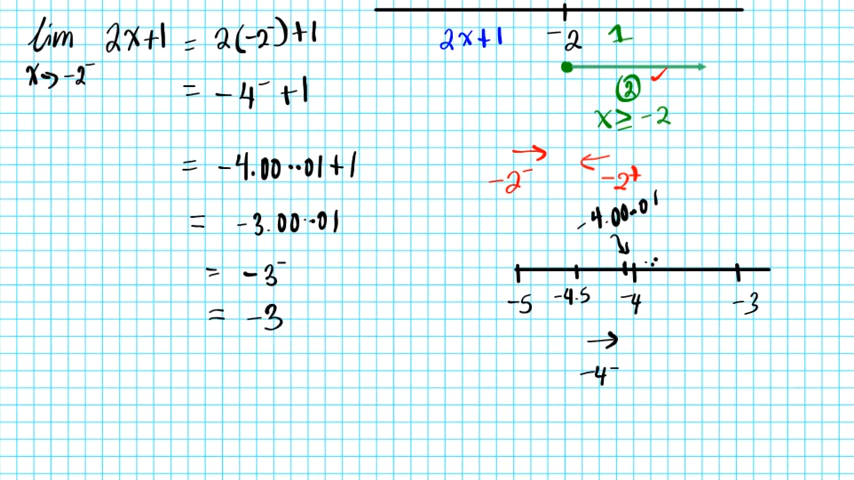 lim 2x+1 = 2(-2⁻)+1
x→-2⁻
= -4⁻+1
= -4.00··01+1
= -3.00··01
= -3⁻
= -3
2x+1
-2
1
②✓
x ≥ -2
→ ←
-2⁻ -2⁺
-4.00··01
-5 -4.5 -4 -3
→
-4⁻